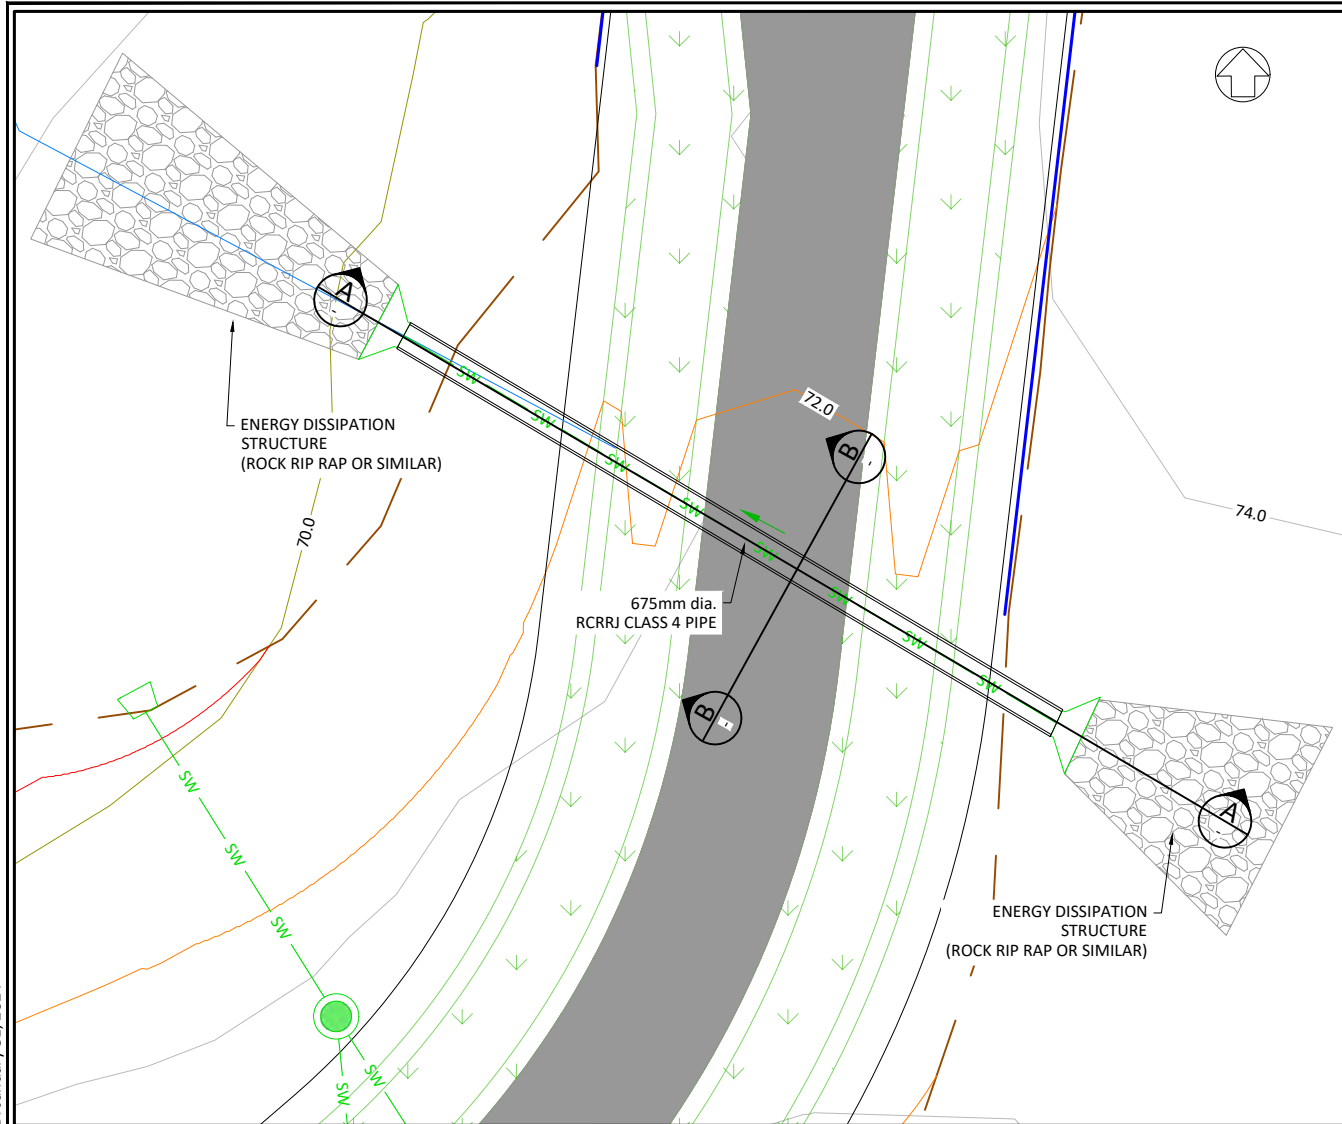 A
-
SW
SW
SW
SW
SW
SW
SW
SW
72.0
B
-
ENERGY DISSIPATION
STRUCTURE
(ROCK RIP RAP OR SIMILAR)
70.0
74.0
675mm dia.
RCRRJ CLASS 4 PIPE
B
-
A
-
SW
SW
SW
SW
SW
ENERGY DISSIPATION
STRUCTURE
(ROCK RIP RAP OR SIMILAR)